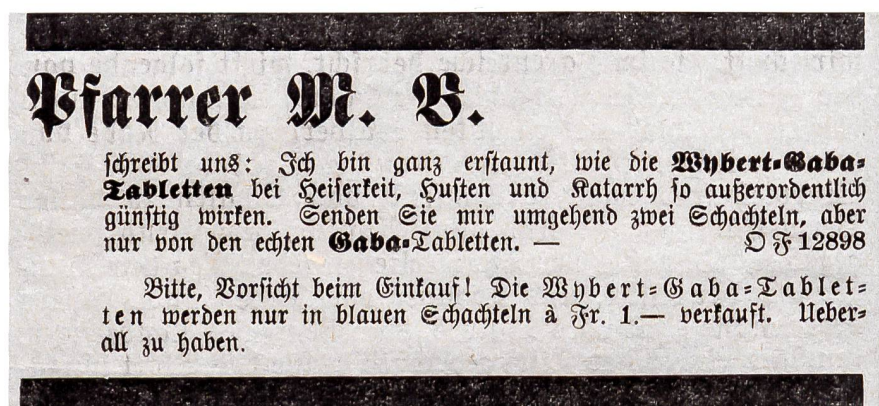 Pfarrer M. B.
schreibt uns: Ich bin ganz erstaunt, wie die Wybert-Gaba-
Tabletten bei Heiserkeit, Husten und Katarrh so außerordentlich
günstig wirken. Senden Sie mir umgehend zwei Schachteln, aber
nur von den echten Gaba-Tabletten. — O F 12898
Bitte, Vorsicht beim Einkauf! Die Wybert-Gaba-Tablet-
ten werden nur in blauen Schachteln à Fr. 1.— verkauft. Ueber-
all zu haben.